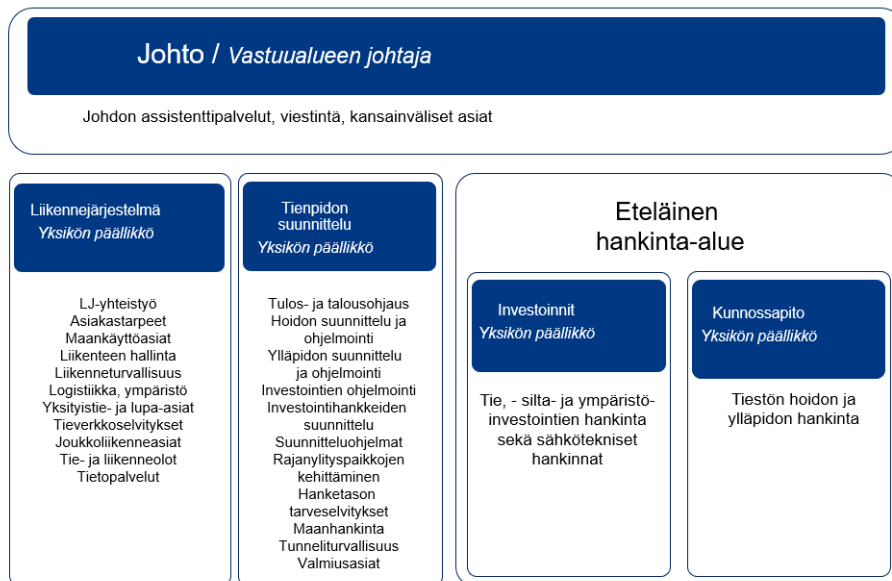 Johto / Vastuualueen johtaja
Johdon assistenttipalvelut, viestintä, kansainväliset asiat
Liikennejärjestelmä
Yksikön päällikkö
LJ-yhteistyö
Asiakastarpeet
Maankäyttöasiat
Liikenteen hallinta
Liikenneturvallisuus
Logistiikka, ympäristö
Yksityistie- ja lupa-asiat
Tieverkkoselvitykset
Joukkoliikenneasiat
Tie- ja liikenneolot
Tietopalvelut
Tienpidon
suunnittelu
Yksikön päällikkö
Tulos- ja talousohjaus
Hoidon suunnittelu ja
ohjelmointi
Ylläpidon suunnittelu
ja ohjelmointi
Investointien ohjelmointi
Investointihankkeiden
suunnittelu
Suunnitteluohjelmat
Rajanylityspaikkojen
kehittäminen
Hanketason
tarveselvitykset
Maanhankinta
Tunneliturvallisuus
Valmiusasiat
Eteläinen
hankinta-alue
Investoinnit
Yksikön päällikkö
Tie, - silta- ja ympäristö-
investointien hankinta
sekä sähkötekniset
hankinnat
Kunnossapito
Yksikön päällikkö
Tiestön hoidon ja
ylläpidon hankinta